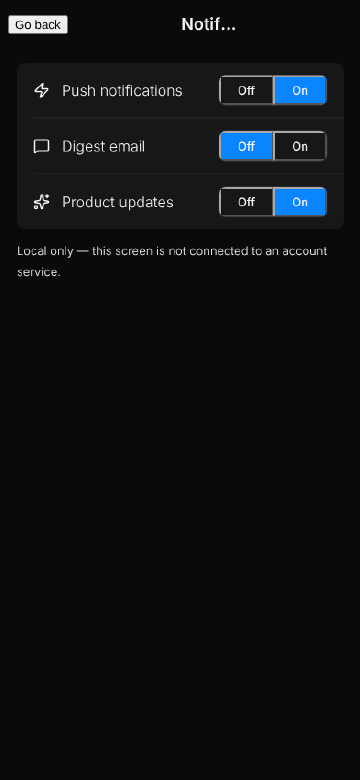 Go back
Notif...
Push notifications Off On
Digest email Off On
Product updates Off On
Local only — this screen is not connected to an account
service.